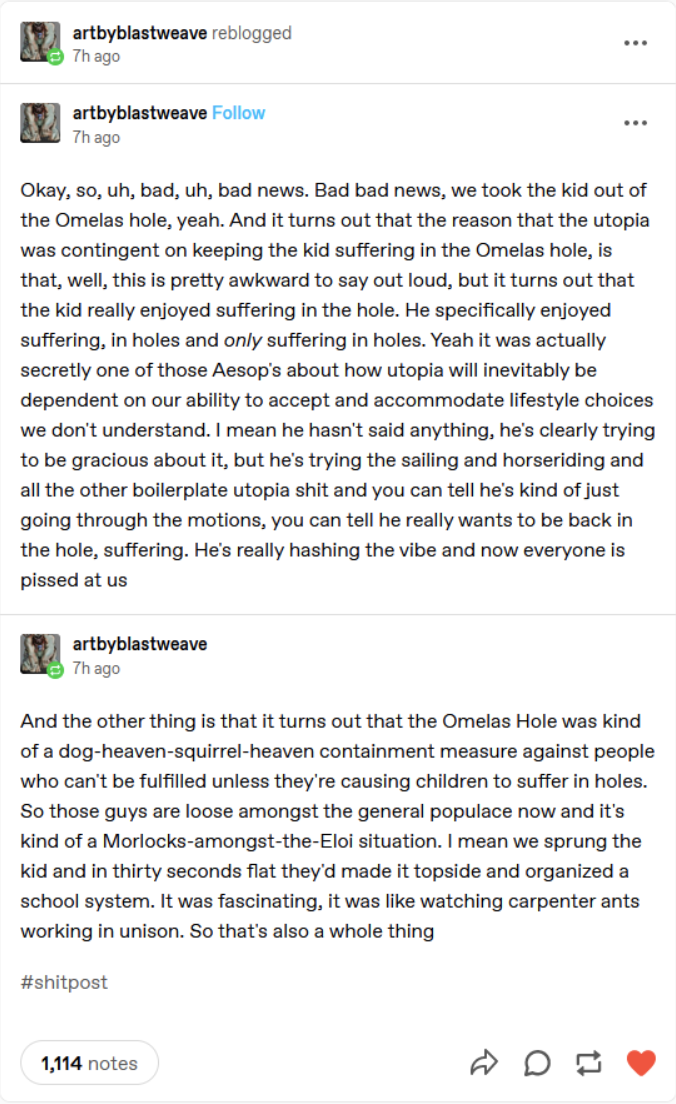 artbyblastweave reblogged
7h ago
artbyblastweave Follow
7h ago
Okay, so, uh, bad, uh, bad news. Bad bad news, we took the kid out of
the Omelas hole, yeah. And it turns out that the reason that the utopia
was contingent on keeping the kid suffering in the Omelas hole, is
that, well, this is pretty awkward to say out loud, but it turns out that
the kid really enjoyed suffering in the hole. He specifically enjoyed
suffering, in holes and only suffering in holes. Yeah it was actually
secretly one of those Aesop's about how utopia will inevitably be
dependent on our ability to accept and accommodate lifestyle choices
we don't understand. I mean he hasn't said anything, he's clearly trying
to be gracious about it, but he's trying the sailing and horseriding and
all the other boilerplate utopia shit and you can tell he's kind of just
going through the motions, you can tell he really wants to be back in
the hole, suffering. He's really hashing the vibe and now everyone is
pissed at us
artbyblastweave
7h ago
And the other thing is that it turns out that the Omelas Hole was kind
of a dog-heaven-squirrel-heaven containment measure against people
who can't be fulfilled unless they're causing children to suffer in holes.
So those guys are loose amongst the general populace now and it's
kind of a Morlocks-amongst-the-Eloi situation. I mean we sprung the
kid and in thirty seconds flat they'd made it topside and organized a
school system. It was fascinating, it was like watching carpenter ants
working in unison. So that's also a whole thing
#shitpost
1,114 notes